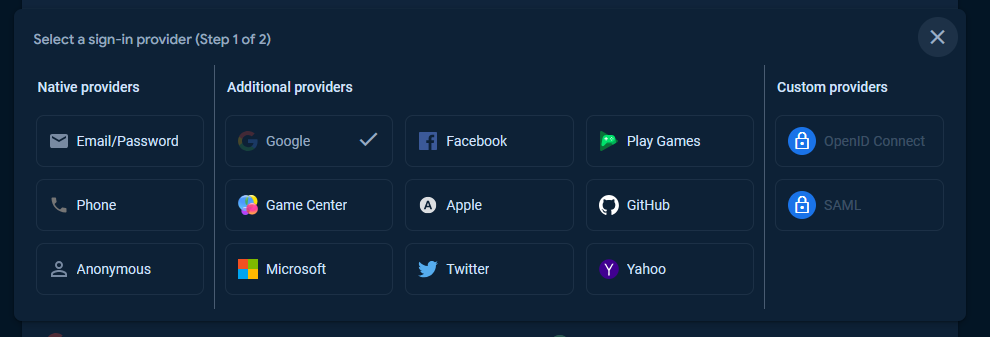 Select a sign-in provider (Step 1 of 2)
Native providers
Email/Password
Phone
Anonymous
Additional providers
Google
Facebook
Play Games
Game Center
Apple
GitHub
Microsoft
Twitter
Yahoo
Custom providers
OpenID Connect
SAML